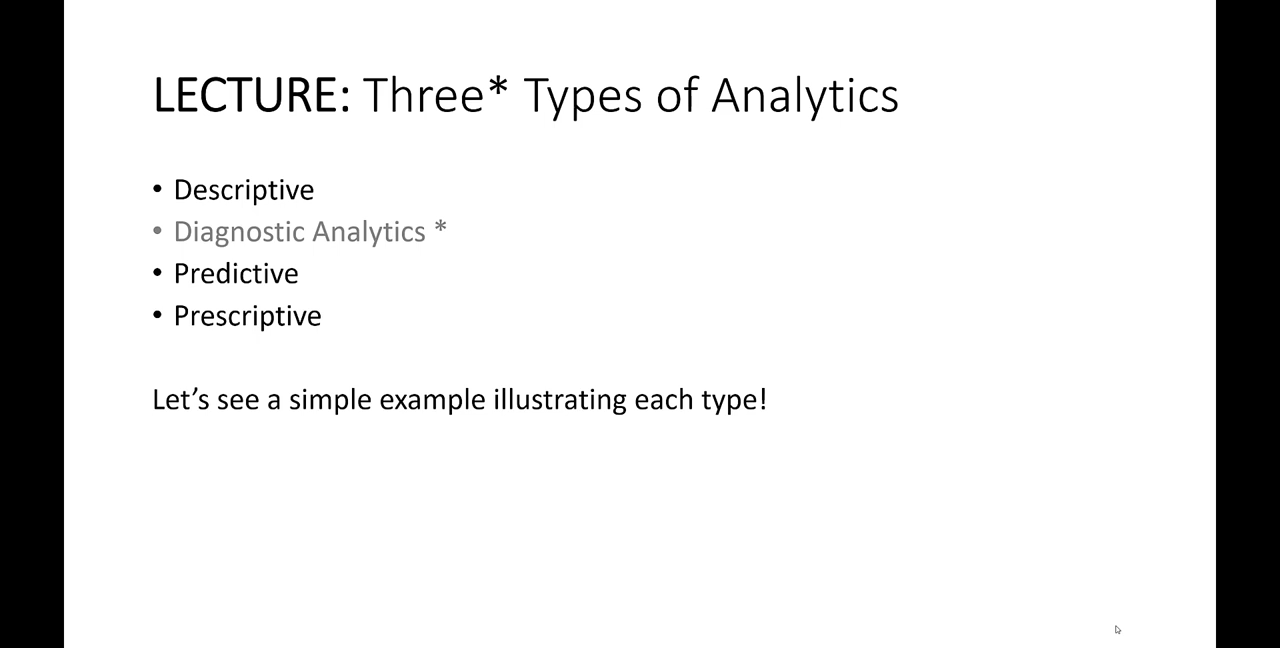 LECTURE: Three* Types of Analytics
• Descriptive
• Diagnostic Analytics *
• Predictive
• Prescriptive
Let’s see a simple example illustrating each type!